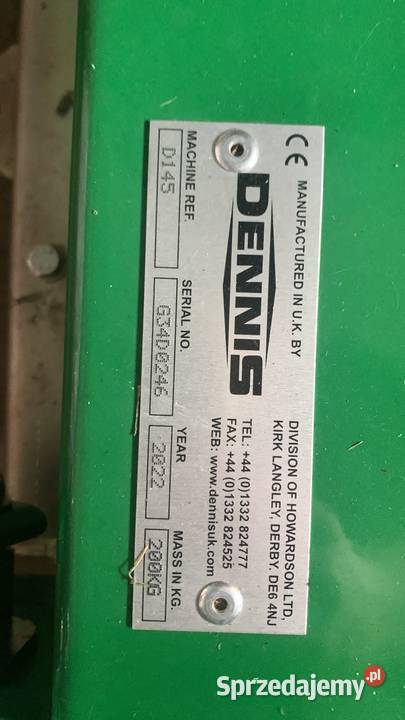 CE MANUFACTURED IN U.K. BY
DENNIS
DIVISION OF HOWARDSON LTD,
KIRK LANGLEY, DERBY. DE6 4NJ
TEL: +44 (0)1332 824777
FAX: +44 (0)1332 824525
WEB: www.dennisuk.com
MACHINE REF. SERIAL NO. YEAR MASS IN KG.
D145 G34D0246 2022 200KG
Sprzedajemy.pl